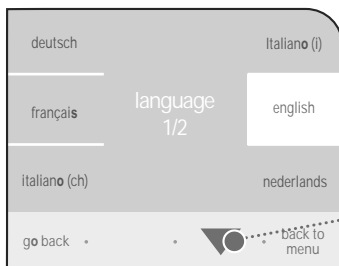 deutsch
Italiano (i)
français
language
1/2
english
italiano (ch)
nederlands
go back
back to
menu